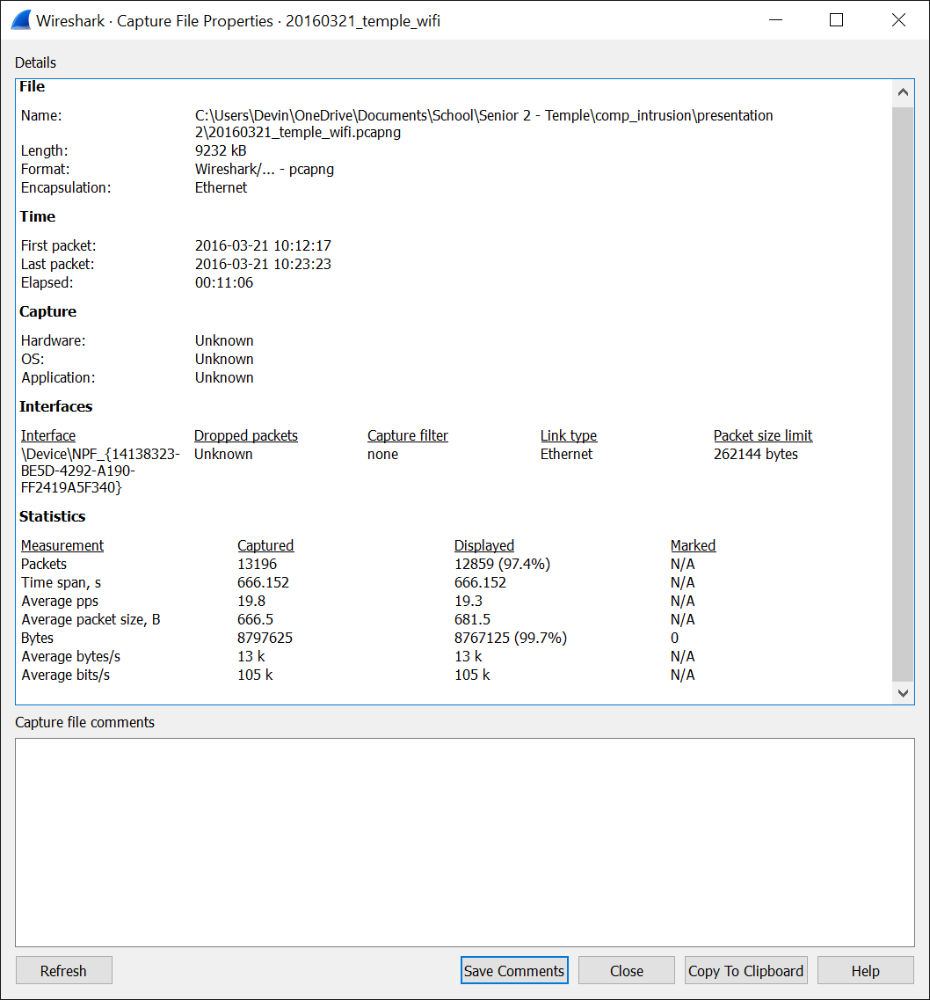 Wireshark · Capture File Properties · 20160321_temple_wifi
Details
File
Name: C:\Users\Devin\OneDrive\Documents\School\Senior 2 - Temple\comp_intrusion\presentation
2\20160321_temple_wifi.pcapng
Length: 9232 kB
Format: Wireshark/... - pcapng
Encapsulation: Ethernet
Time
First packet: 2016-03-21 10:12:17
Last packet: 2016-03-21 10:23:23
Elapsed: 00:11:06
Capture
Hardware: Unknown
OS: Unknown
Application: Unknown
Interfaces
Interface Dropped packets Capture filter Link type Packet size limit
\Device\NPF_{14138323- Unknown none Ethernet 262144 bytes
BE5D-4292-A190-
FF2419A5F340}
Statistics
Measurement Captured Displayed Marked
Packets 13196 12859 (97.4%) N/A
Time span, s 666.152 666.152 N/A
Average pps 19.8 19.3 N/A
Average packet size, B 666.5 681.5 N/A
Bytes 8797625 8767125 (99.7%) 0
Average bytes/s 13 k 13 k N/A
Average bits/s 105 k 105 k N/A
Capture file comments
Refresh Save Comments Close Copy To Clipboard Help